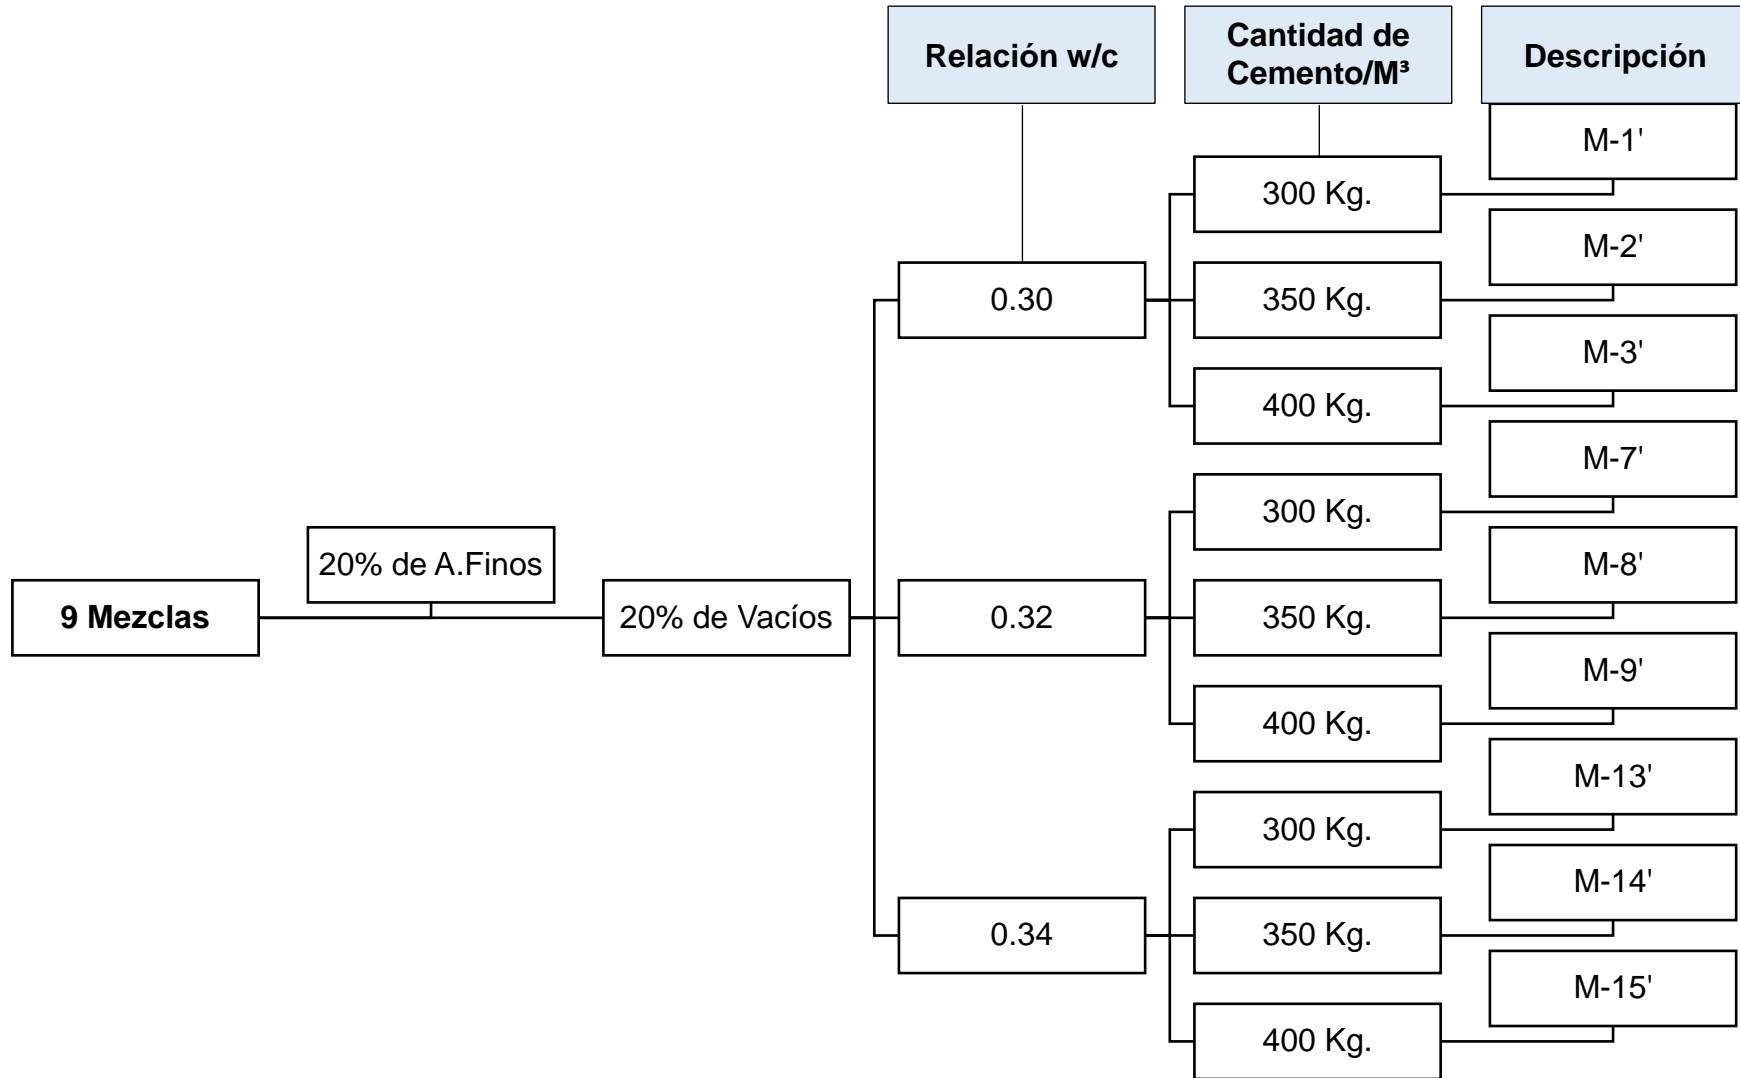 Relación w/c
Cantidad de
Cemento/M³
Descripción
M-1'
300 Kg.
M-2'
0.30
350 Kg.
M-3'
400 Kg.
M-7'
300 Kg.
20% de A.Finos
M-8'
9 Mezclas
20% de Vacíos
0.32
350 Kg.
M-9'
400 Kg.
M-13'
300 Kg.
M-14'
0.34
350 Kg.
M-15'
400 Kg.